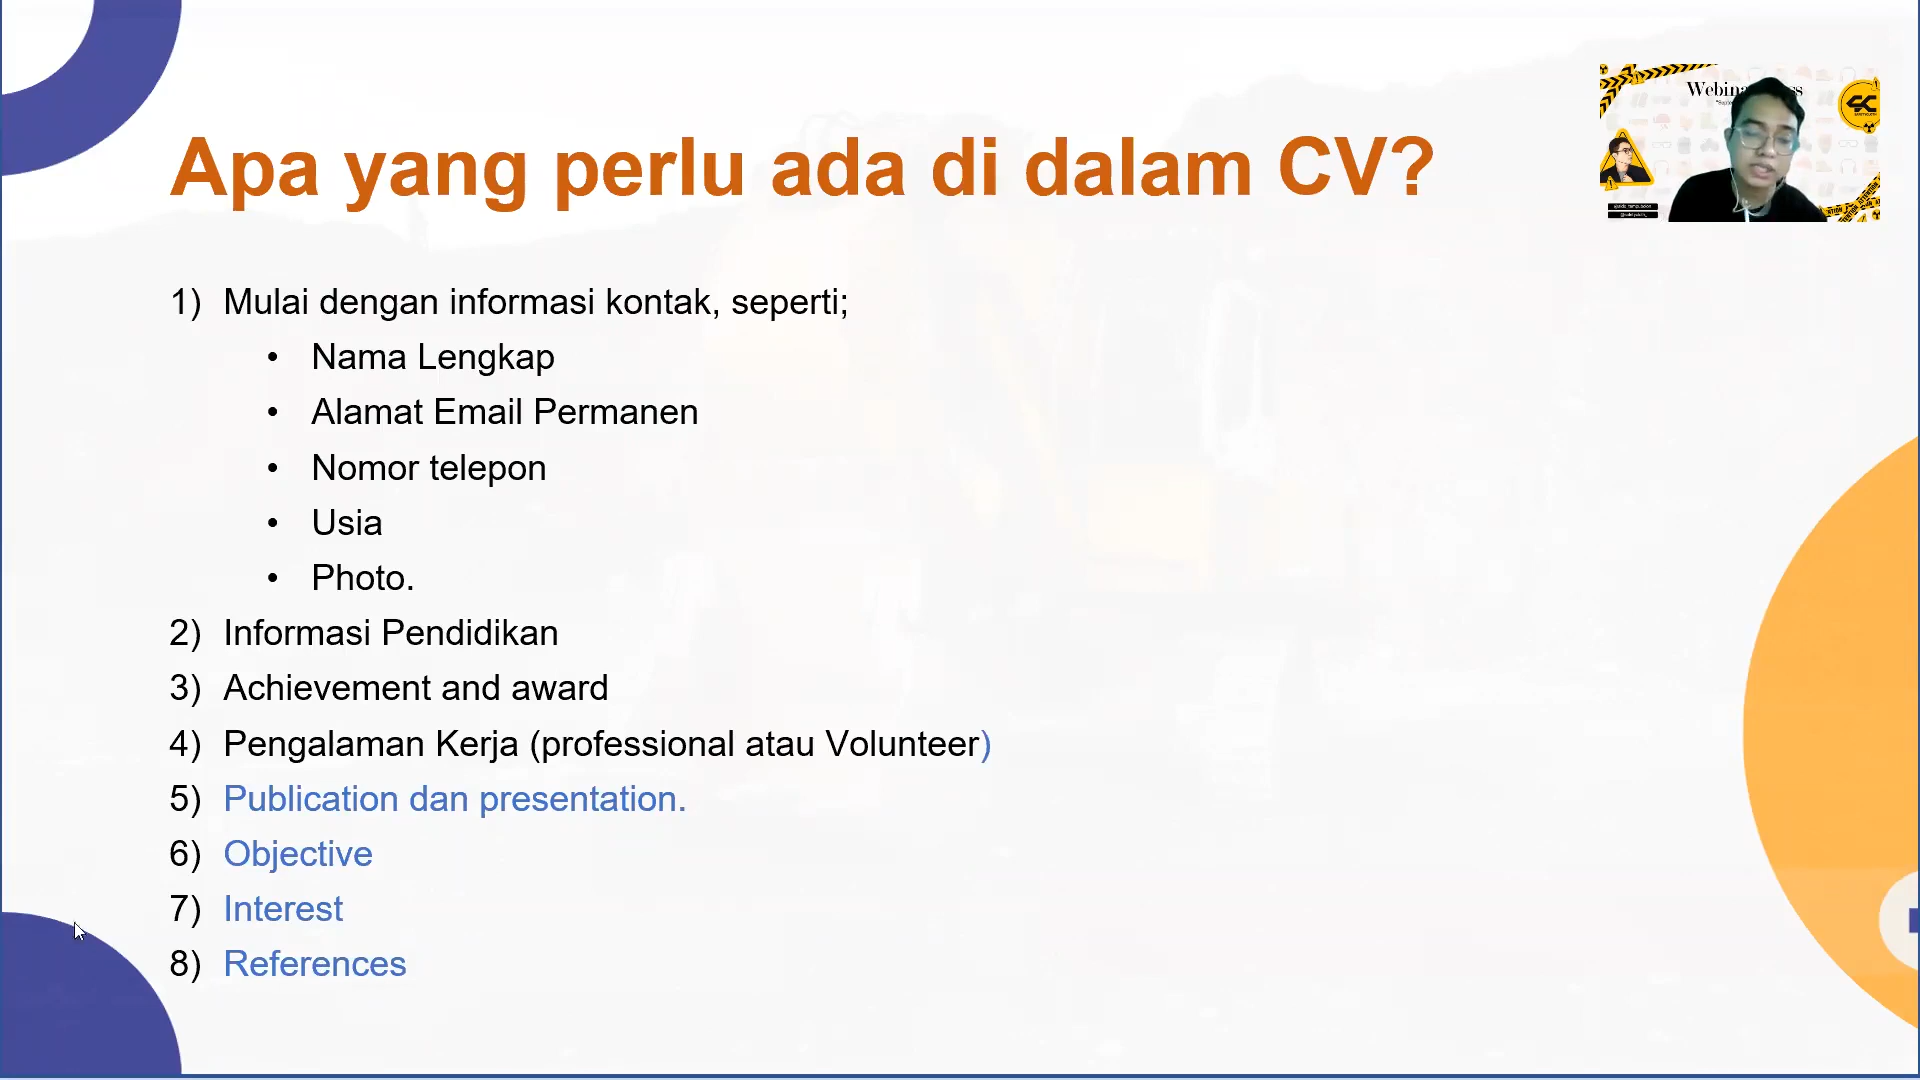 Apa yang perlu ada di dalam CV?
1) Mulai dengan informasi kontak, seperti;
• Nama Lengkap
• Alamat Email Permanen
• Nomor telepon
• Usia
• Photo.
2) Informasi Pendidikan
3) Achievement and award
4) Pengalaman Kerja (professional atau Volunteer)
5) Publication dan presentation.
6) Objective
7) Interest
8) References